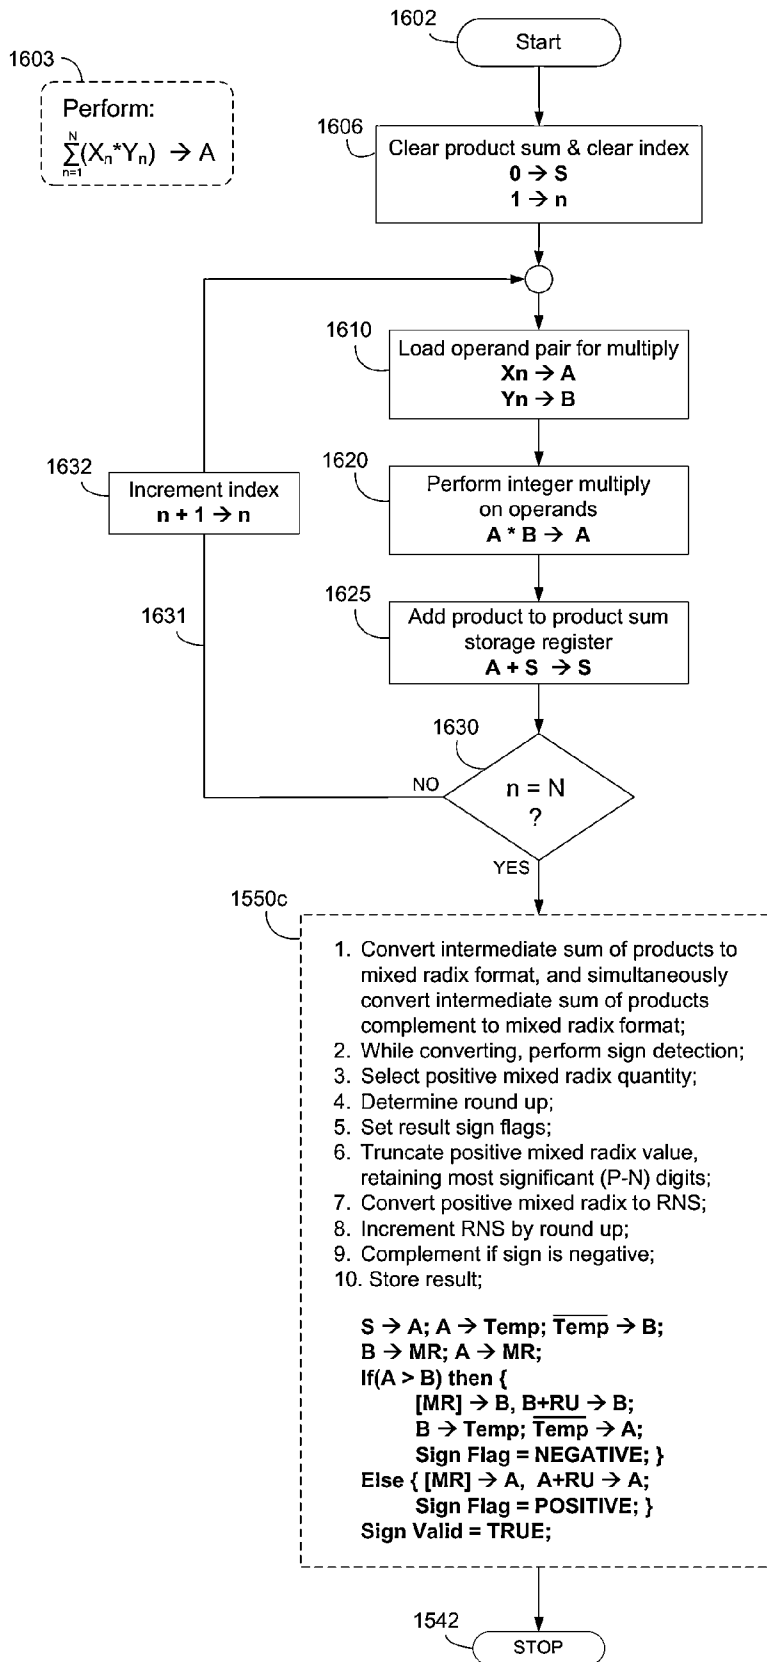 1602
Start
1603
Perform:
N
∑(Xn*Yn) → A
n=1
1606
Clear product sum & clear index
0 → S
1 → n
1610
Load operand pair for multiply
Xn → A
Yn → B
1632
Increment index
n + 1 → n
1620
Perform integer multiply
on operands
A * B → A
1631
1625
Add product to product sum
storage register
A + S → S
1630
n = N
?
NO
YES
1550c
1. Convert intermediate sum of products to
mixed radix format, and simultaneously
convert intermediate sum of products
complement to mixed radix format;
2. While converting, perform sign detection;
3. Select positive mixed radix quantity;
4. Determine round up;
5. Set result sign flags;
6. Truncate positive mixed radix value,
retaining most significant (P-N) digits;
7. Convert positive mixed radix to RNS;
8. Increment RNS by round up;
9. Complement if sign is negative;
10. Store result;
S → A; A → Temp; T̅e̅m̅p̅ → B;
B → MR; A → MR;
If(A > B) then {
[MR] → B, B+RU → B;
B → Temp; T̅e̅m̅p̅ → A;
Sign Flag = NEGATIVE; }
Else { [MR] → A, A+RU → A;
Sign Flag = POSITIVE; }
Sign Valid = TRUE;
1542
STOP